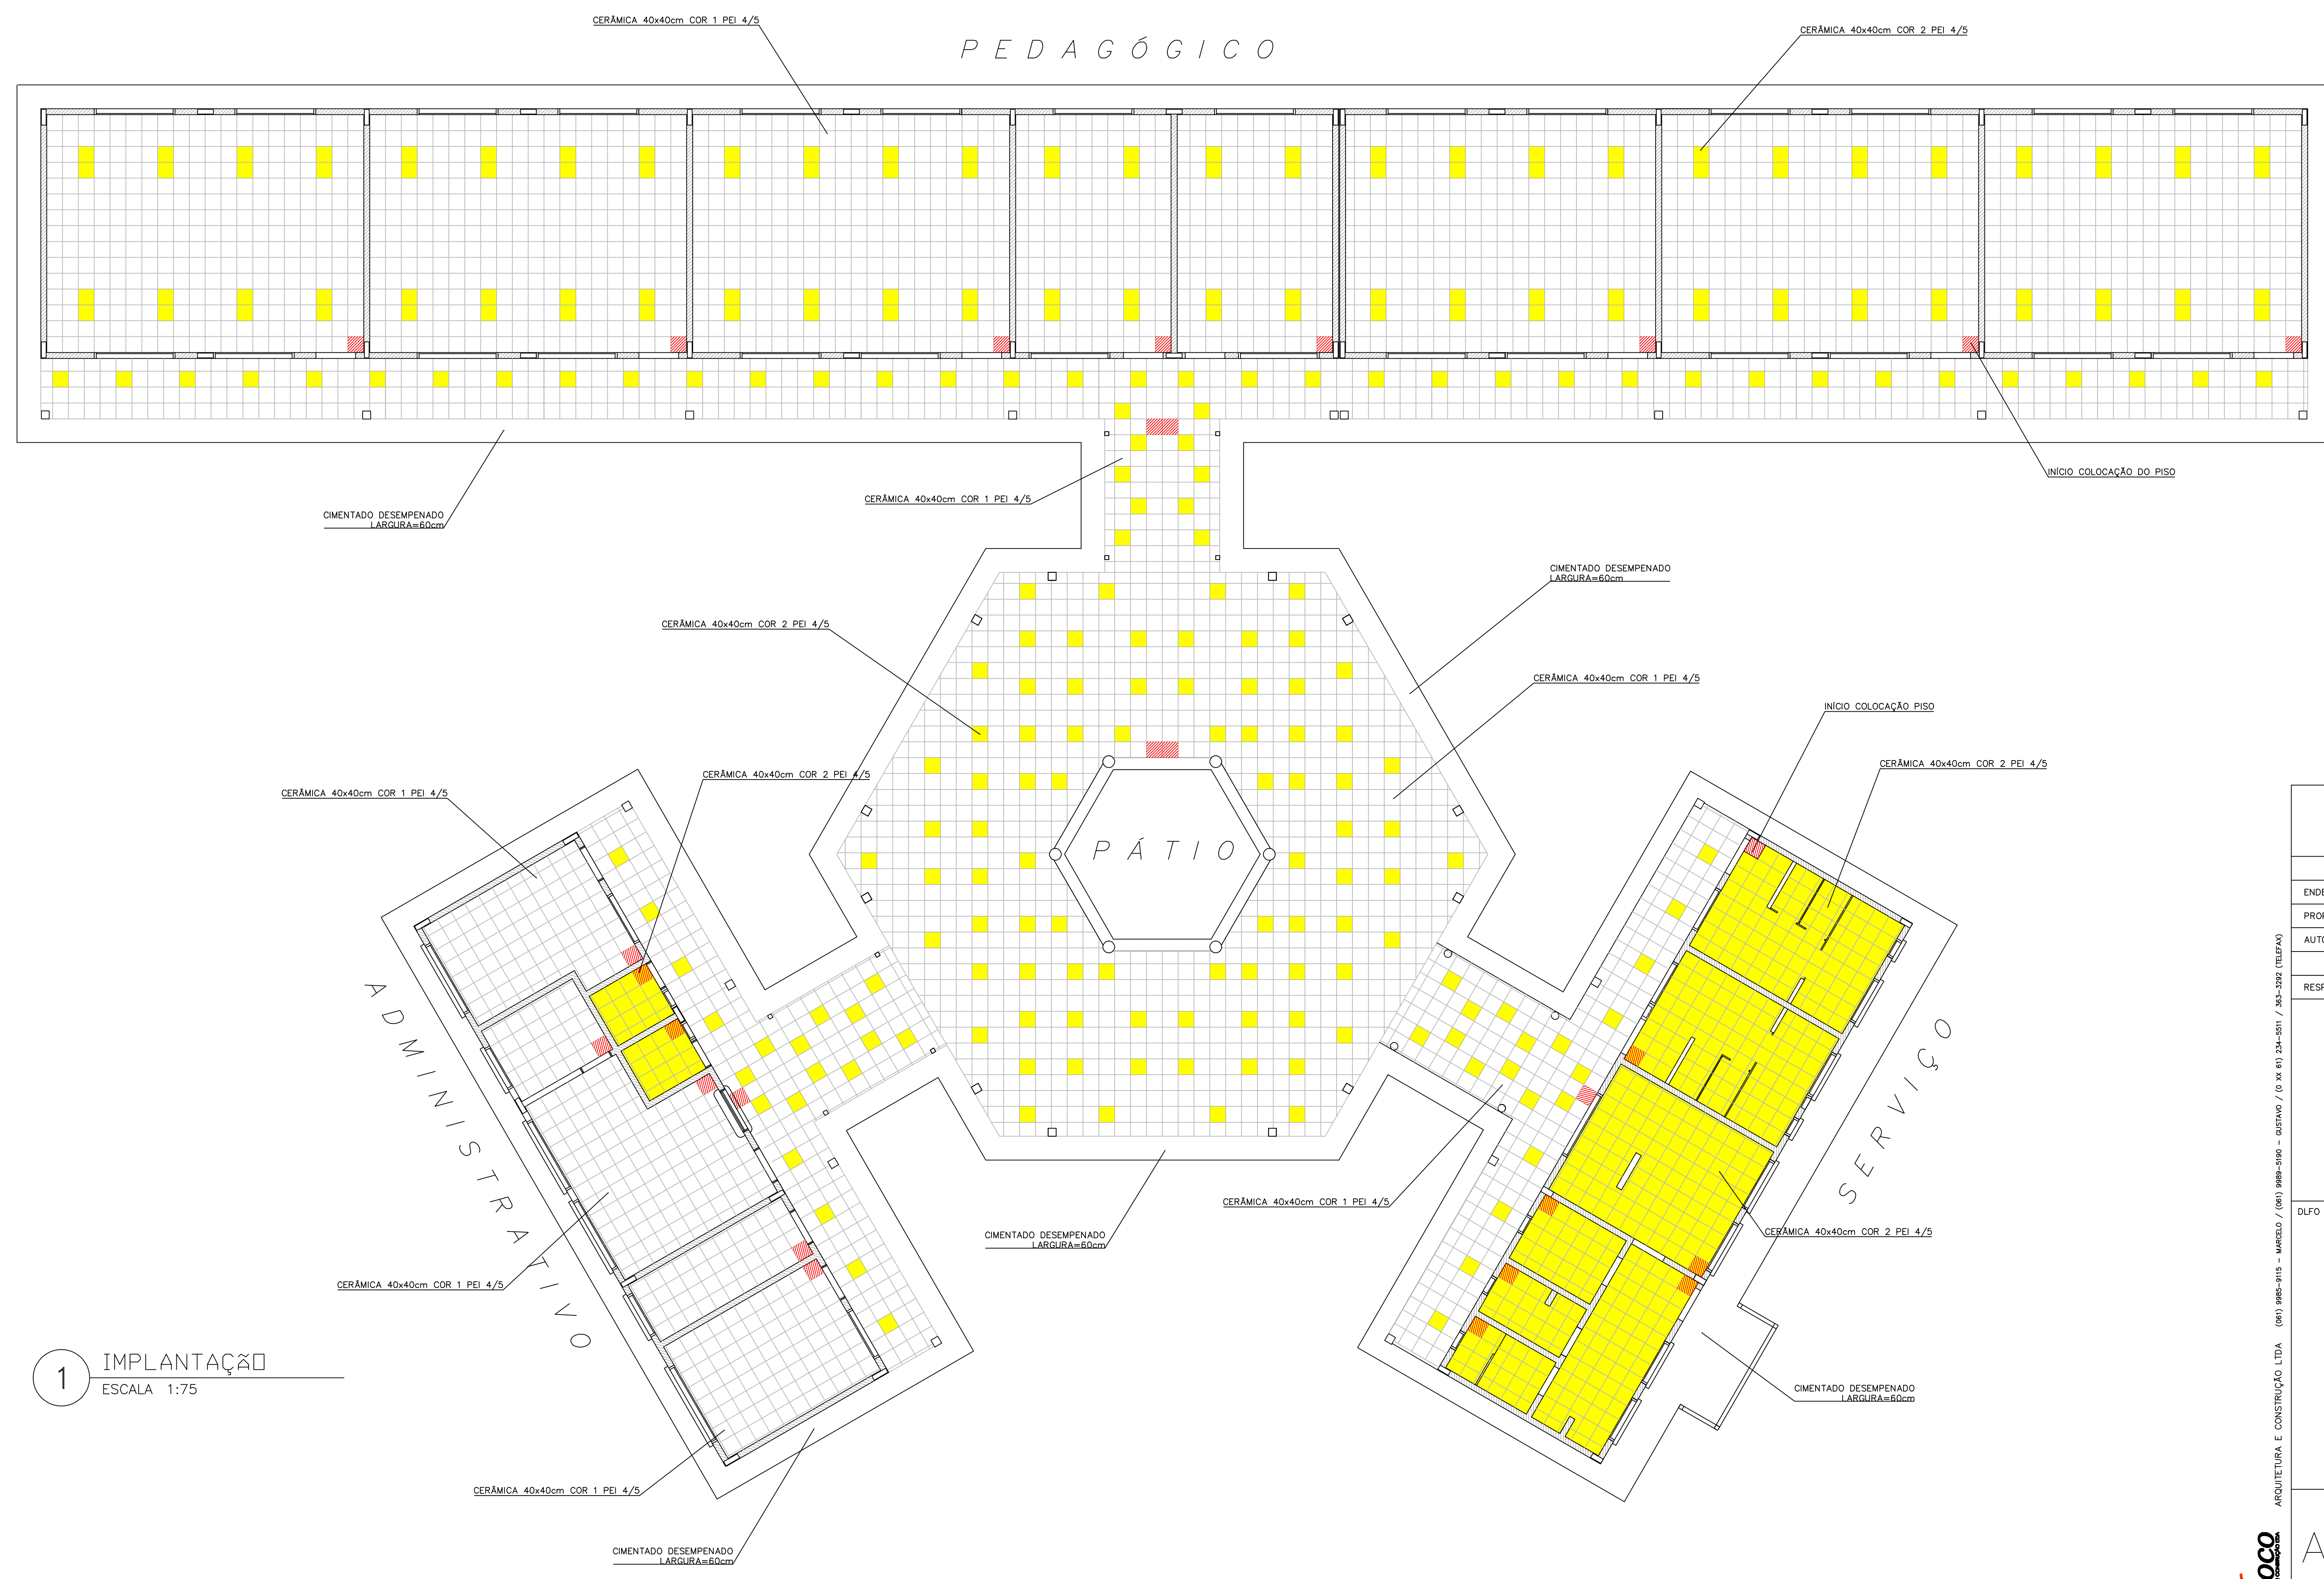 CERÂMICA 40x40cm COR 1 PEI 4/5
PEDAGÓGICO
CERÂMICA 40x40cm COR 2 PEI 4/5
INÍCIO COLOCAÇÃO DO PISO
CERÂMICA 40x40cm COR 1 PEI 4/5
CIMENTADO DESEMPENADO
LARGURA=60cm
CIMENTADO DESEMPENADO
LARGURA=60cm
CERÂMICA 40x40cm COR 2 PEI 4/5
CERÂMICA 40x40cm COR 1 PEI 4/5
INÍCIO COLOCAÇÃO PISO
CERÂMICA 40x40cm COR 2 PEI 4/5
CERÂMICA 40x40cm COR 2 PEI 4/5
CERÂMICA 40x40cm COR 1 PEI 4/5
PÁTIO
ADMINISTRATIVO
SERVIÇO
CERÂMICA 40x40cm COR 1 PEI 4/5
CERÂMICA 40x40cm COR 2 PEI 4/5
CIMENTADO DESEMPENADO
LARGURA=60cm
CERÂMICA 40x40cm COR 1 PEI 4/5
1
IMPLANTAÇÃO
ESCALA 1:75
CIMENTADO DESEMPENADO
LARGURA=60cm
CERÂMICA 40x40cm COR 1 PEI 4/5
CIMENTADO DESEMPENADO
LARGURA=60cm
ARQUITETURA E CONSTRUÇÃO LTDA (061) 9985-9115 - MARCELO / (061) 9989-5190 - GUSTAVO / (0 XX 61) 234-5511 / 363-3292 (TELEFAX)
ENDE
PROP
AUTO
RESP
DLFO
OCO
A